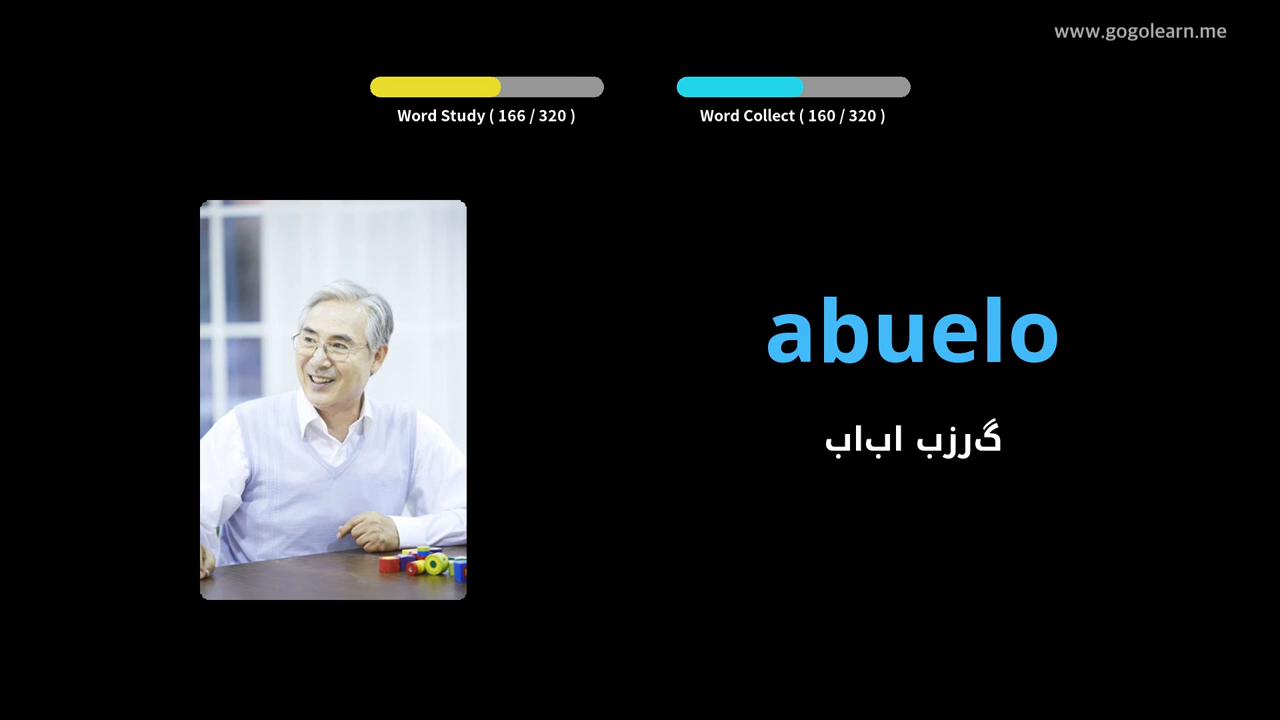 www.gogolearn.me
Word Study ( 166 / 320 )
Word Collect ( 160 / 320 )
abuelo
گرزب اباب